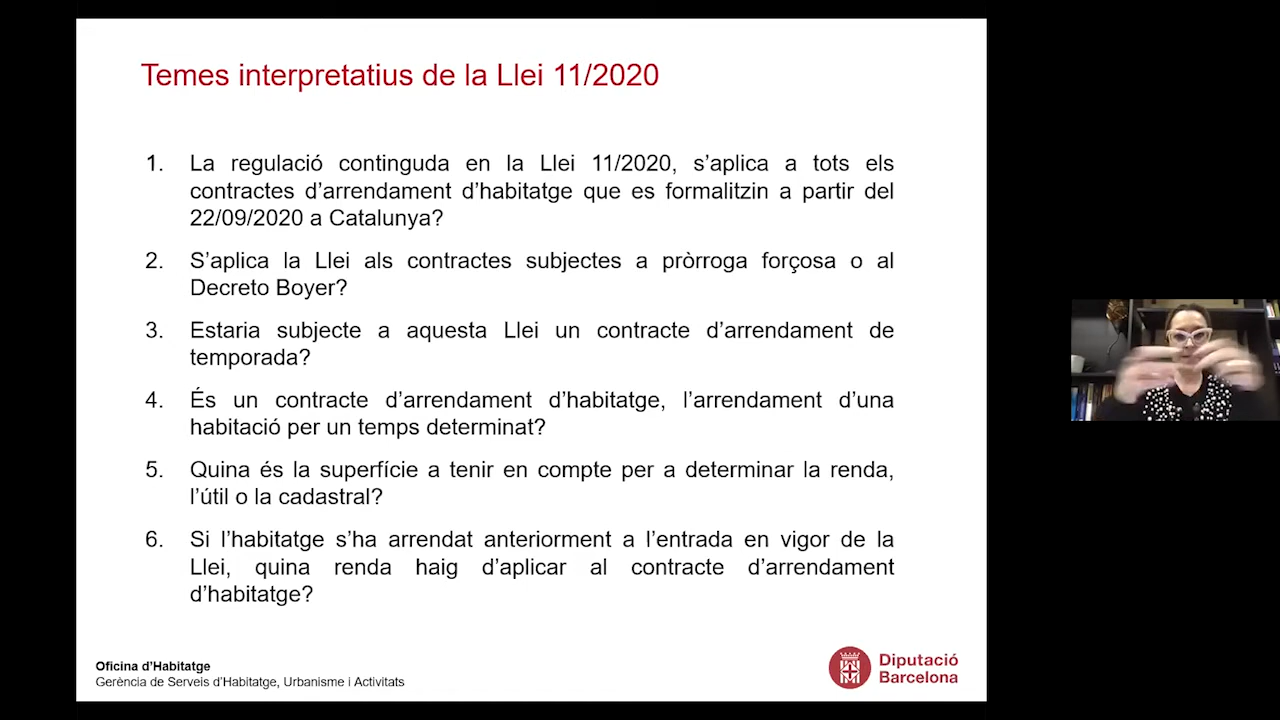 Temes interpretatius de la Llei 11/2020
1. La regulació continguda en la Llei 11/2020, s’aplica a tots els
contractes d’arrendament d’habitatge que es formalitzin a partir del
22/09/2020 a Catalunya?
2. S’aplica la Llei als contractes subjectes a pròrroga forçosa o al
Decreto Boyer?
3. Estaria subjecte a aquesta Llei un contracte d’arrendament de
temporada?
4. És un contracte d’arrendament d’habitatge, l’arrendament d’una
habitació per un temps determinat?
5. Quina és la superfície a tenir en compte per a determinar la renda,
l’útil o la cadastral?
6. Si l’habitatge s’ha arrendat anteriorment a l’entrada en vigor de la
Llei, quina renda haig d’aplicar al contracte d’arrendament
d’habitatge?
Oficina d’Habitatge
Gerència de Serveis d’Habitatge, Urbanisme i Activitats
Diputació
Barcelona